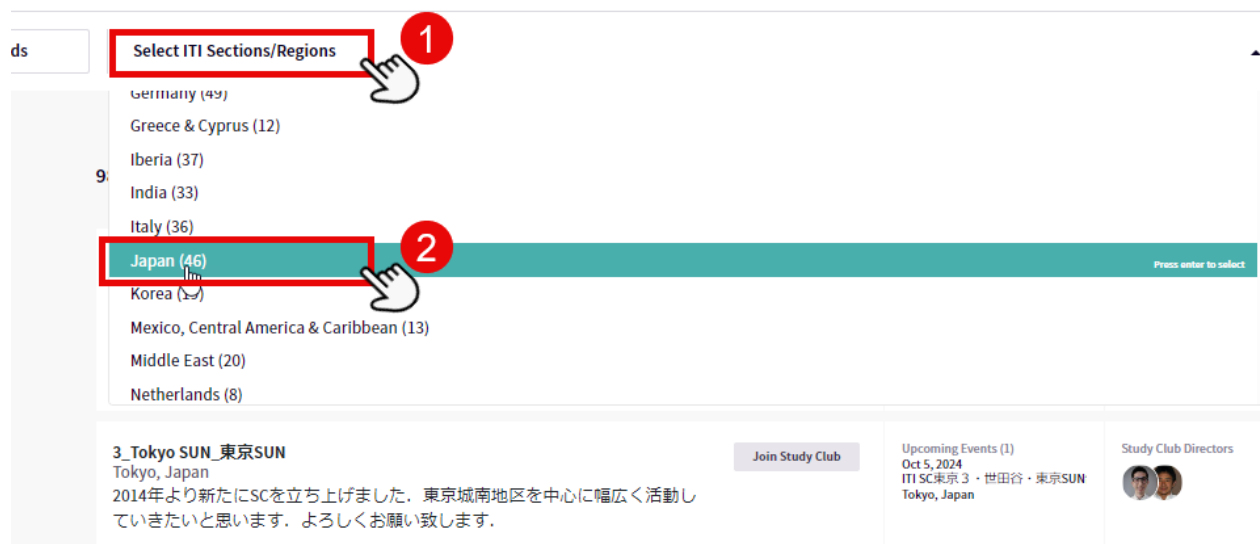 ds
Select ITI Sections/Regions
1
Germany (49)
Greece & Cyprus (12)
Iberia (37)
India (33)
Italy (36)
2
Japan (46)
Press enter to select
Korea
Mexico, Central America & Caribbean (13)
Middle East (20)
Netherlands (8)
3_Tokyo SUN_東京SUN
Tokyo, Japan
2014年より新たにSCを立ち上げました．東京城南地区を中心に幅広く活動し
ていきたいと思います．よろしくお願い致します．
Join Study Club
Upcoming Events (1)
Oct 5, 2024
ITI SC東京３・世田谷・東京SUN
Tokyo, Japan
Study Club Directors